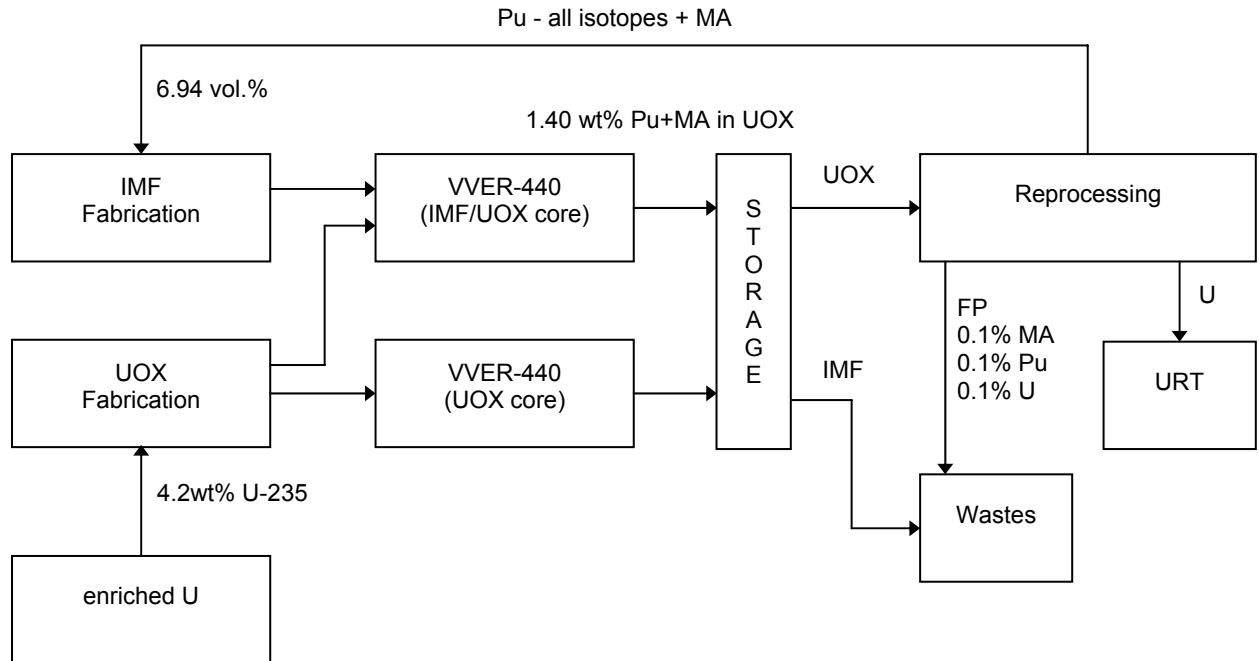 Pu - all isotopes + MA
6.94 vol.%
1.40 wt% Pu+MA in UOX
IMF
Fabrication
VVER-440
(IMF/UOX core)
S
T
O
R
A
G
E
UOX
Reprocessing
UOX
Fabrication
VVER-440
(UOX core)
IMF
FP
0.1% MA
0.1% Pu
0.1% U
U
URT
4.2wt% U-235
Wastes
enriched U